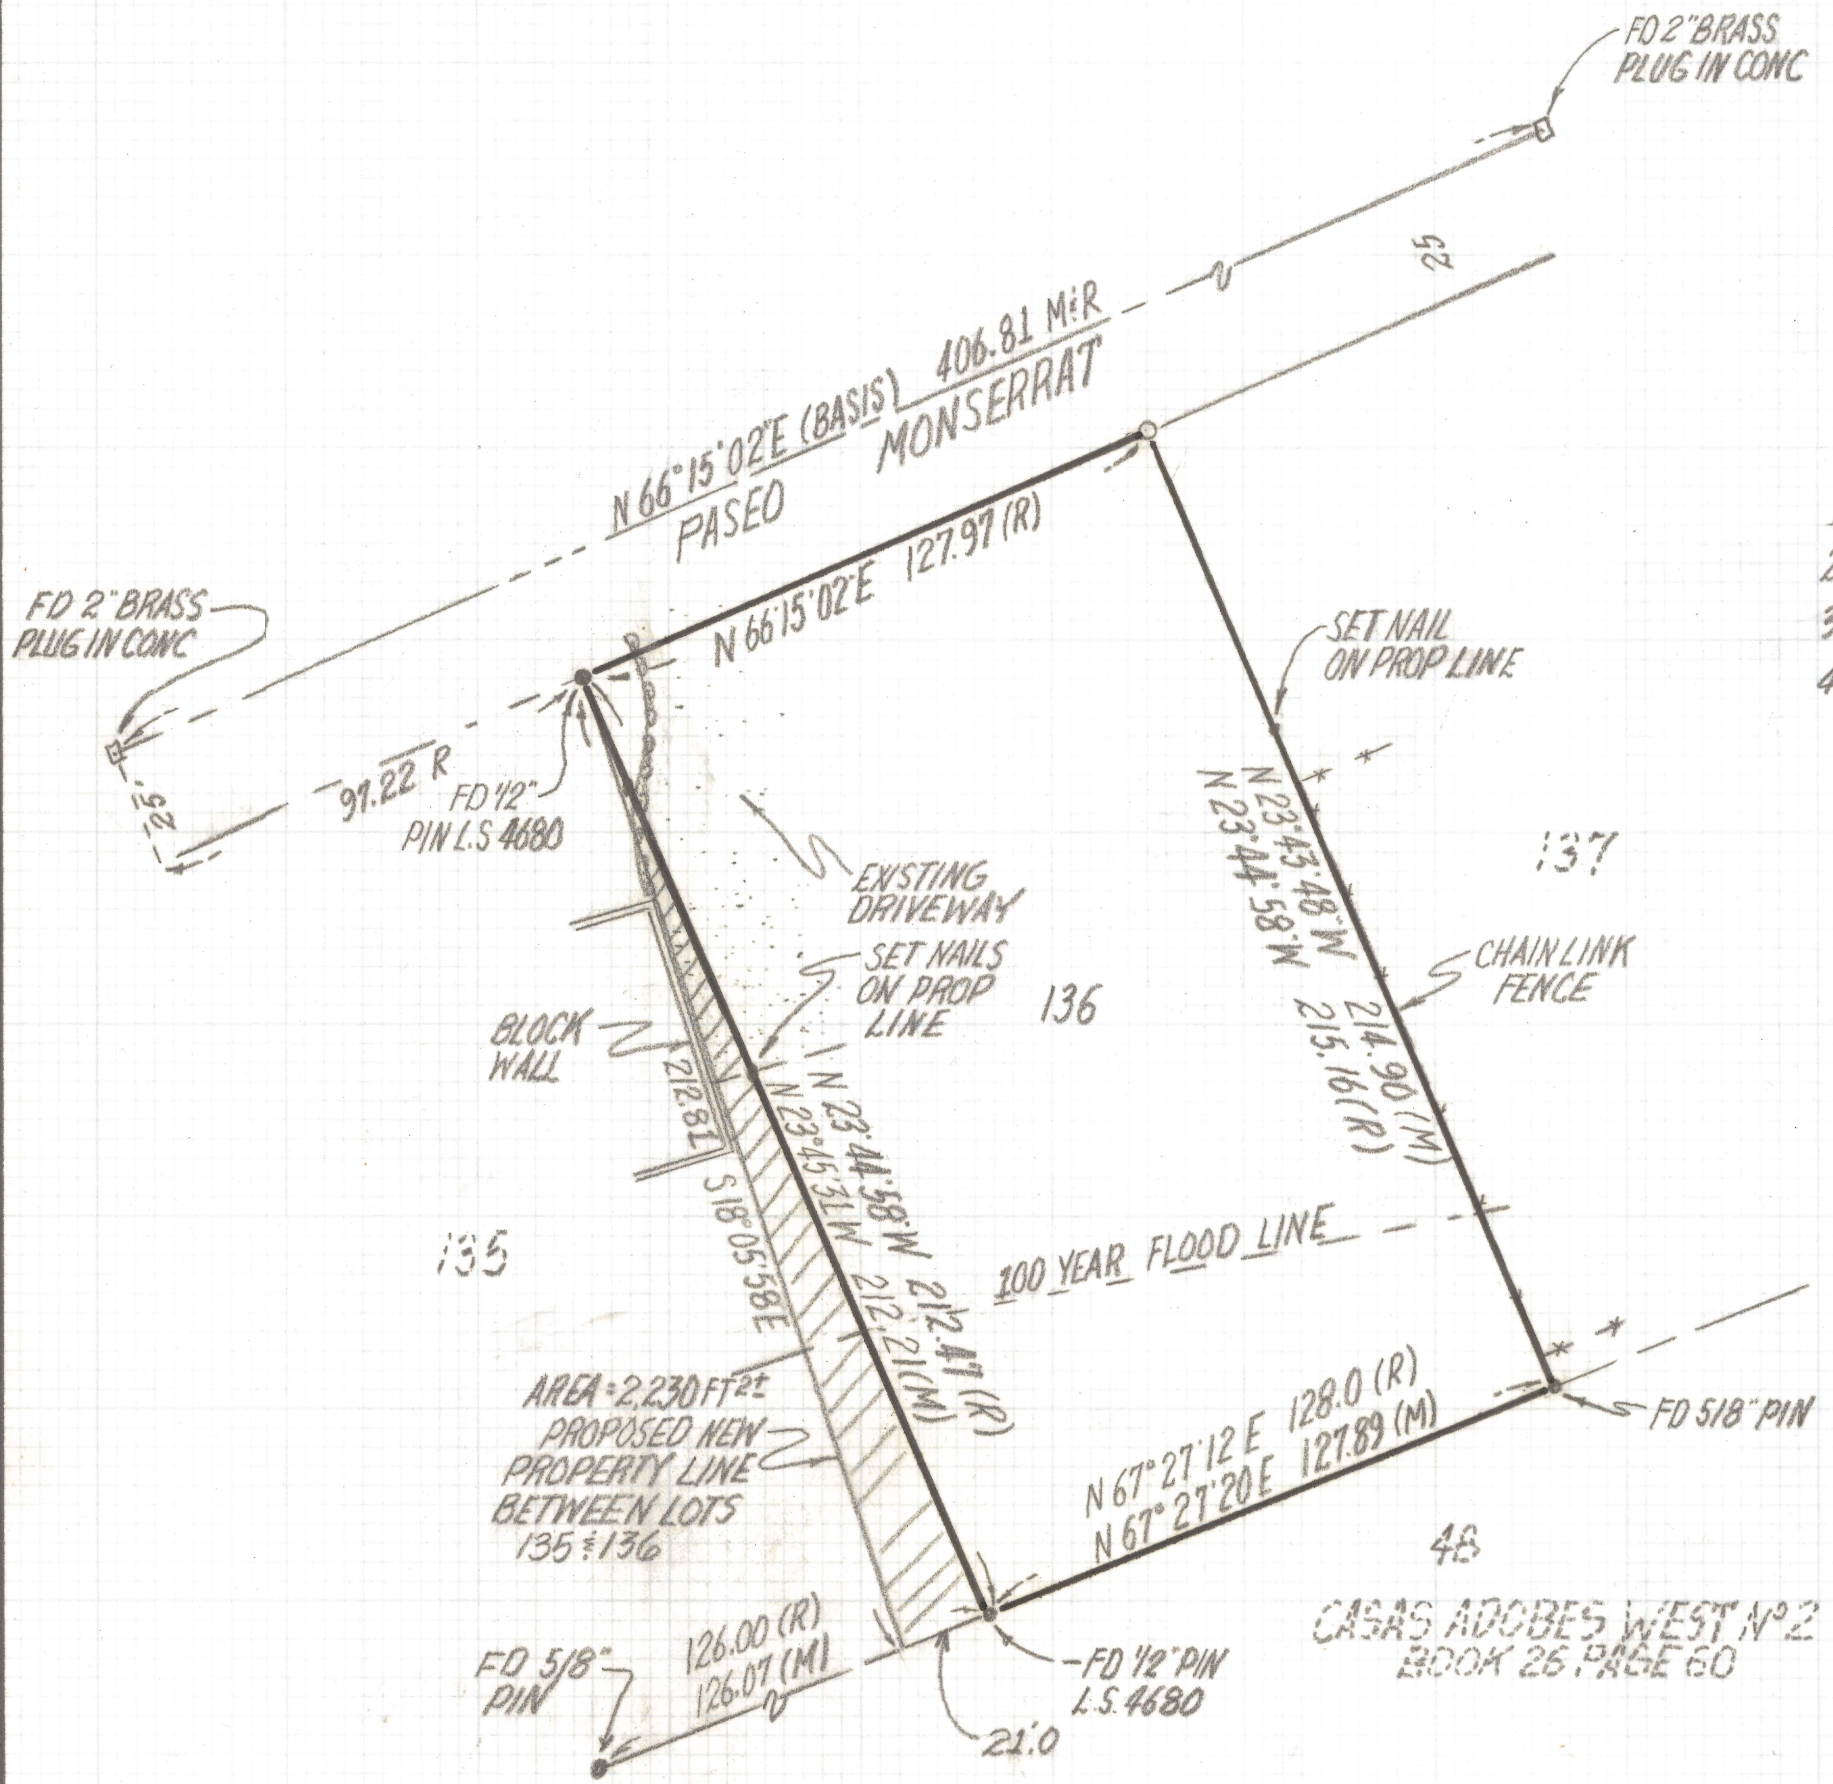 FD 2" BRASS
PLUG IN CONC
25
N 66°15'02"E (BASIS) 406.81 M&R
PASEO MONSERRAT
N 66°15'02"E 127.97 (R)
FD 2" BRASS
PLUG IN CONC
25
97.22 R
FD 1/2"
PIN L.S 4680
SET NAIL
ON PROP LINE
N 23°43'48"W 214.90 (M)
N 23°44'58"W 215.16 (R)
137
EXISTING
DRIVEWAY
SET NAILS
ON PROP
LINE
136
CHAIN LINK
FENCE
BLOCK
WALL
212.81
S18°05'58E
N 23°44'58"W 212.47 (R)
N 23°45'31W 212.21 (M)
135
100 YEAR FLOOD LINE
AREA = 2,230 FT2±
PROPOSED NEW
PROPERTY LINE
BETWEEN LOTS
135 & 136
N 67°27'12 E 128.0 (R)
N 67°27'20 E 127.89 (M)
FD 5/8" PIN
48
CASAS ADOBES WEST Nº 2
BOOK 26 PAGE 60
126.00 (R)
126.07 (M)
FD 5/8"
PIN
FD 1/2" PIN
L.S. 4680
21.0
2
3
4